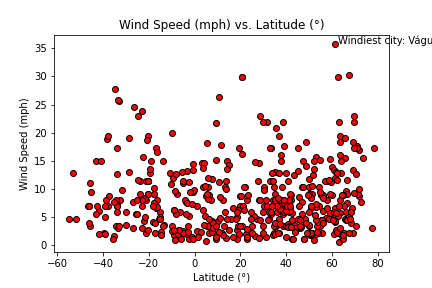 Wind Speed (mph) vs. Latitude (°)
Windiest city: Vágu
35
30
25
20
15
10
5
0
Wind Speed (mph)
−60 −40 −20 0 20 40 60 80
Latitude (°)